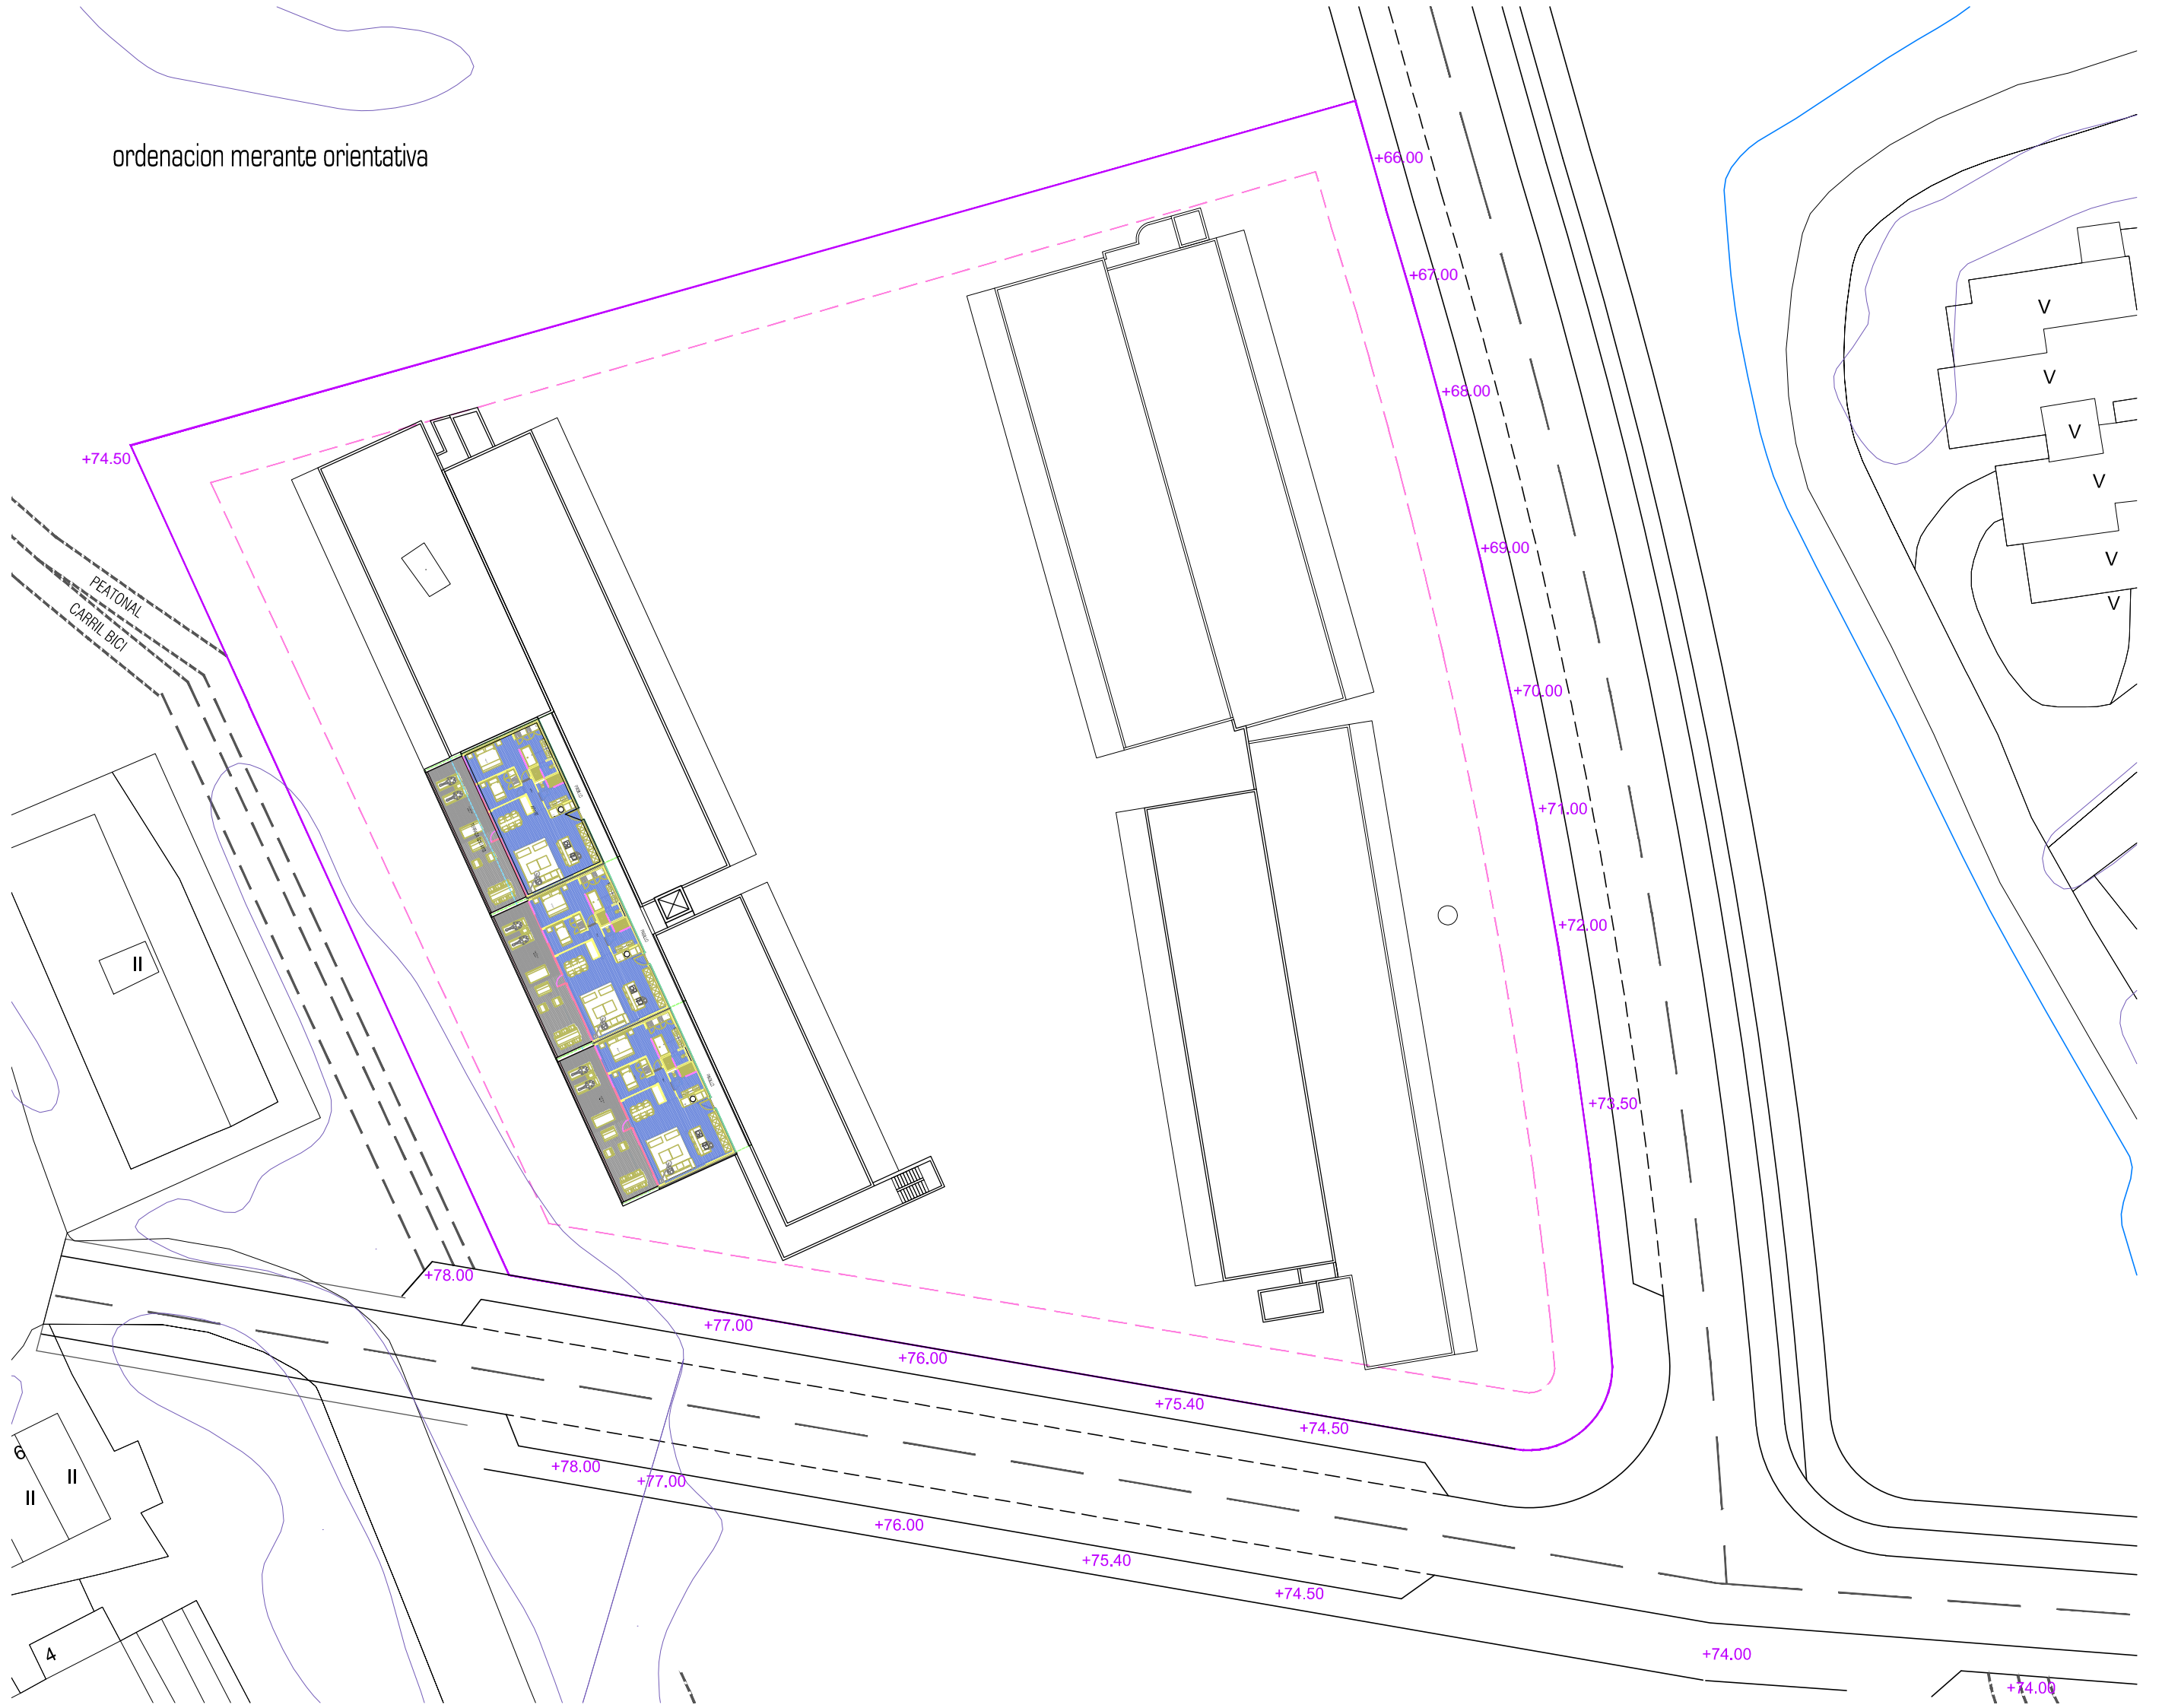 ordenacion merante orientativa
+66.00
+67.00
+68.00
+74.50
+69.00
PEATONAL
CARRIL BICI
+70.00
+71.00
+72.00
+73.50
+78.00
+77.00
+76.00
+75.40
+74.50
+78.00
+77.00
+76.00
+75.40
+74.50
+74.00
+74.00
V
V
V
V
V
V
II
6
II
II
4